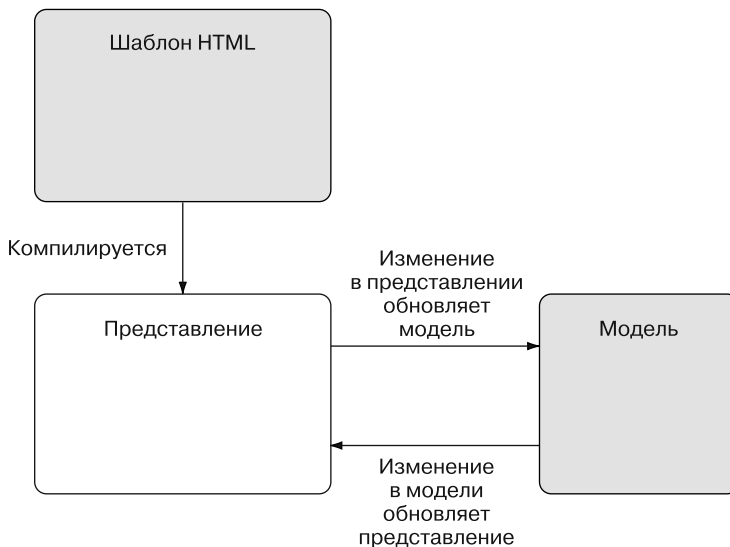 Шаблон HTML
Компилируется
Изменение
в представлении
обновляет
модель
Представление
Модель
Изменение
в модели
обновляет
представление